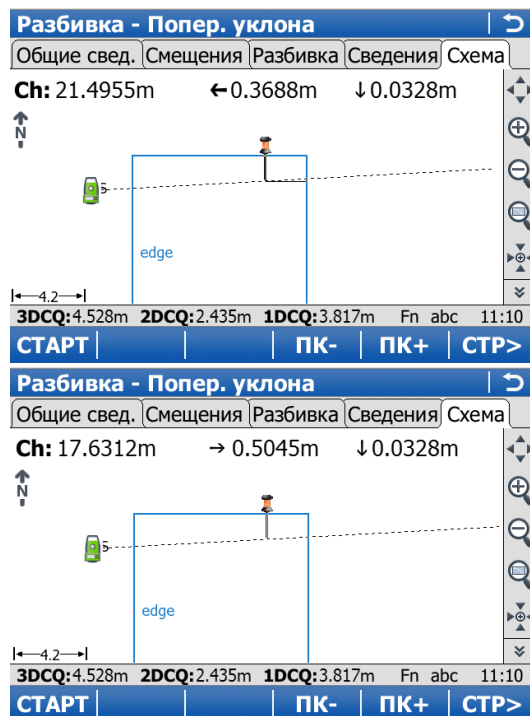 Разбивка - Попер. уклона
Общие свед. Смещения Разбивка Сведения Схема
Ch: 21.4955m ←0.3688m ↓0.0328m
N
edge
4.2
3DCQ:4.528m 2DCQ:2.435m 1DCQ:3.817m Fn abc 11:10
СТАРТ ПК- ПК+ СТР>
Разбивка - Попер. уклона
Общие свед. Смещения Разбивка Сведения Схема
Ch: 17.6312m → 0.5045m ↓0.0328m
N
edge
4.2
3DCQ:4.528m 2DCQ:2.435m 1DCQ:3.817m Fn abc 11:10
СТАРТ ПК- ПК+ СТР>